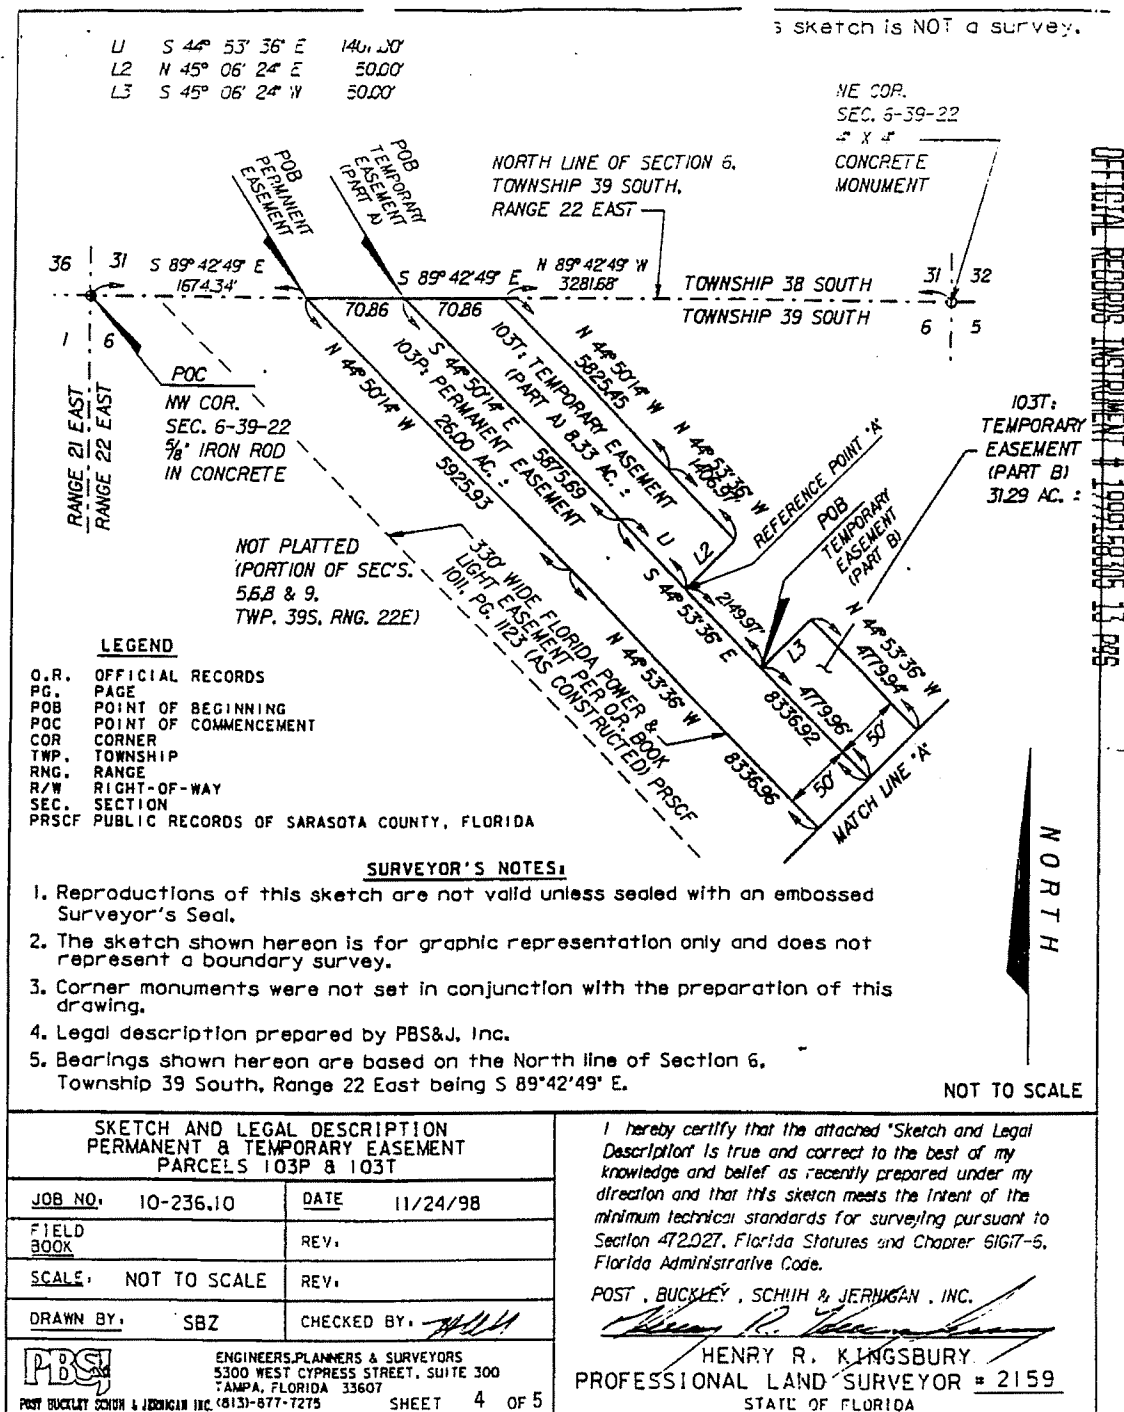 sketch is NOT a survey.
L1 S 44° 53' 36" E
L2 N 45° 06' 24" E 50.00'
L3 S 45° 06' 24" W 50.00'
NE COR.
SEC. 6-39-22
4" X 4"
CONCRETE
MONUMENT
POB
PERMANENT
EASEMENT
POB
TEMPORARY
EASEMENT
(PART A)
NORTH LINE OF SECTION 6,
TOWNSHIP 39 SOUTH,
RANGE 22 EAST
36 31 S 89°42'49" E
1674.34'
S 89°42'49" E
N 89°42'49" W
3281.68'
TOWNSHIP 38 SOUTH
31 32
70.86
70.86
TOWNSHIP 39 SOUTH
1 6
6 5
RANGE 21 EAST
RANGE 22 EAST
POC
NW COR.
SEC. 6-39-22
5/8" IRON ROD
IN CONCRETE
N 44°50'14" W
5925.93
103P: PERMANENT EASEMENT
26.00 AC. ±
S 44°50'14" E
5875.69
103T: TEMPORARY EASEMENT
(PART A) 8.33 AC. ±
N 44°50'14" W
5825.45
N 44°53'36" W
REFERENCE POINT "A"
103T:
TEMPORARY
EASEMENT
(PART B)
31.29 AC. ±
POB
TEMPORARY
EASEMENT
(PART B)
L1
L2
S 44°53'36" E
2149.97'
L3
N 44°53'36" W
4779.94'
4779.96'
8336.92
N 44°53'36" W
8336.96
50'
50'
MATCH LINE "A"
NOT PLATTED
(PORTION OF SEC'S.
5,6,8 & 9,
TWP. 39S, RNG. 22E)
330' WIDE FLORIDA POWER &
LIGHT EASEMENT PER O.R. BOOK
1011, PG. 1123 (AS CONSTRUCTED) PRSCF
LEGEND
O.R. OFFICIAL RECORDS
PG. PAGE
POB POINT OF BEGINNING
POC POINT OF COMMENCEMENT
COR CORNER
TWP. TOWNSHIP
RNG. RANGE
R/W RIGHT-OF-WAY
SEC. SECTION
PRSCF PUBLIC RECORDS OF SARASOTA COUNTY, FLORIDA
OFFICIAL RECORDS INSTRUMENT # 1999158306 13 PGS
NORTH
SURVEYOR'S NOTES:
1. Reproductions of this sketch are not valid unless sealed with an embossed
Surveyor's Seal.
2. The sketch shown hereon is for graphic representation only and does not
represent a boundary survey.
3. Corner monuments were not set in conjunction with the preparation of this
drawing.
4. Legal description prepared by PBS&J, Inc.
5. Bearings shown hereon are based on the North line of Section 6,
Township 39 South, Range 22 East being S 89°42'49" E.
NOT TO SCALE
SKETCH AND LEGAL DESCRIPTION
PERMANENT & TEMPORARY EASEMENT
PARCELS 103P & 103T
JOB NO. 10-236.10 DATE 11/24/98
FIELD
BOOK
REV.
SCALE: NOT TO SCALE REV.
DRAWN BY: SBZ CHECKED BY:
PBSJ
POST BUCKLEY SCHUH & JERNIGAN INC.
ENGINEERS,PLANNERS & SURVEYORS
5300 WEST CYPRESS STREET, SUITE 300
TAMPA, FLORIDA 33607
(813)-877-7275 SHEET 4 OF 5
I hereby certify that the attached "Sketch and Legal
Description" is true and correct to the best of my
knowledge and belief as recently prepared under my
direction and that this sketch meets the intent of the
minimum technical standards for surveying pursuant to
Section 472.027, Florida Statutes and Chapter 61G17-6,
Florida Administrative Code.
POST , BUCKLEY , SCHUH & JERNIGAN , INC.
HENRY R. KINGSBURY
PROFESSIONAL LAND SURVEYOR # 2159
STATE OF FLORIDA